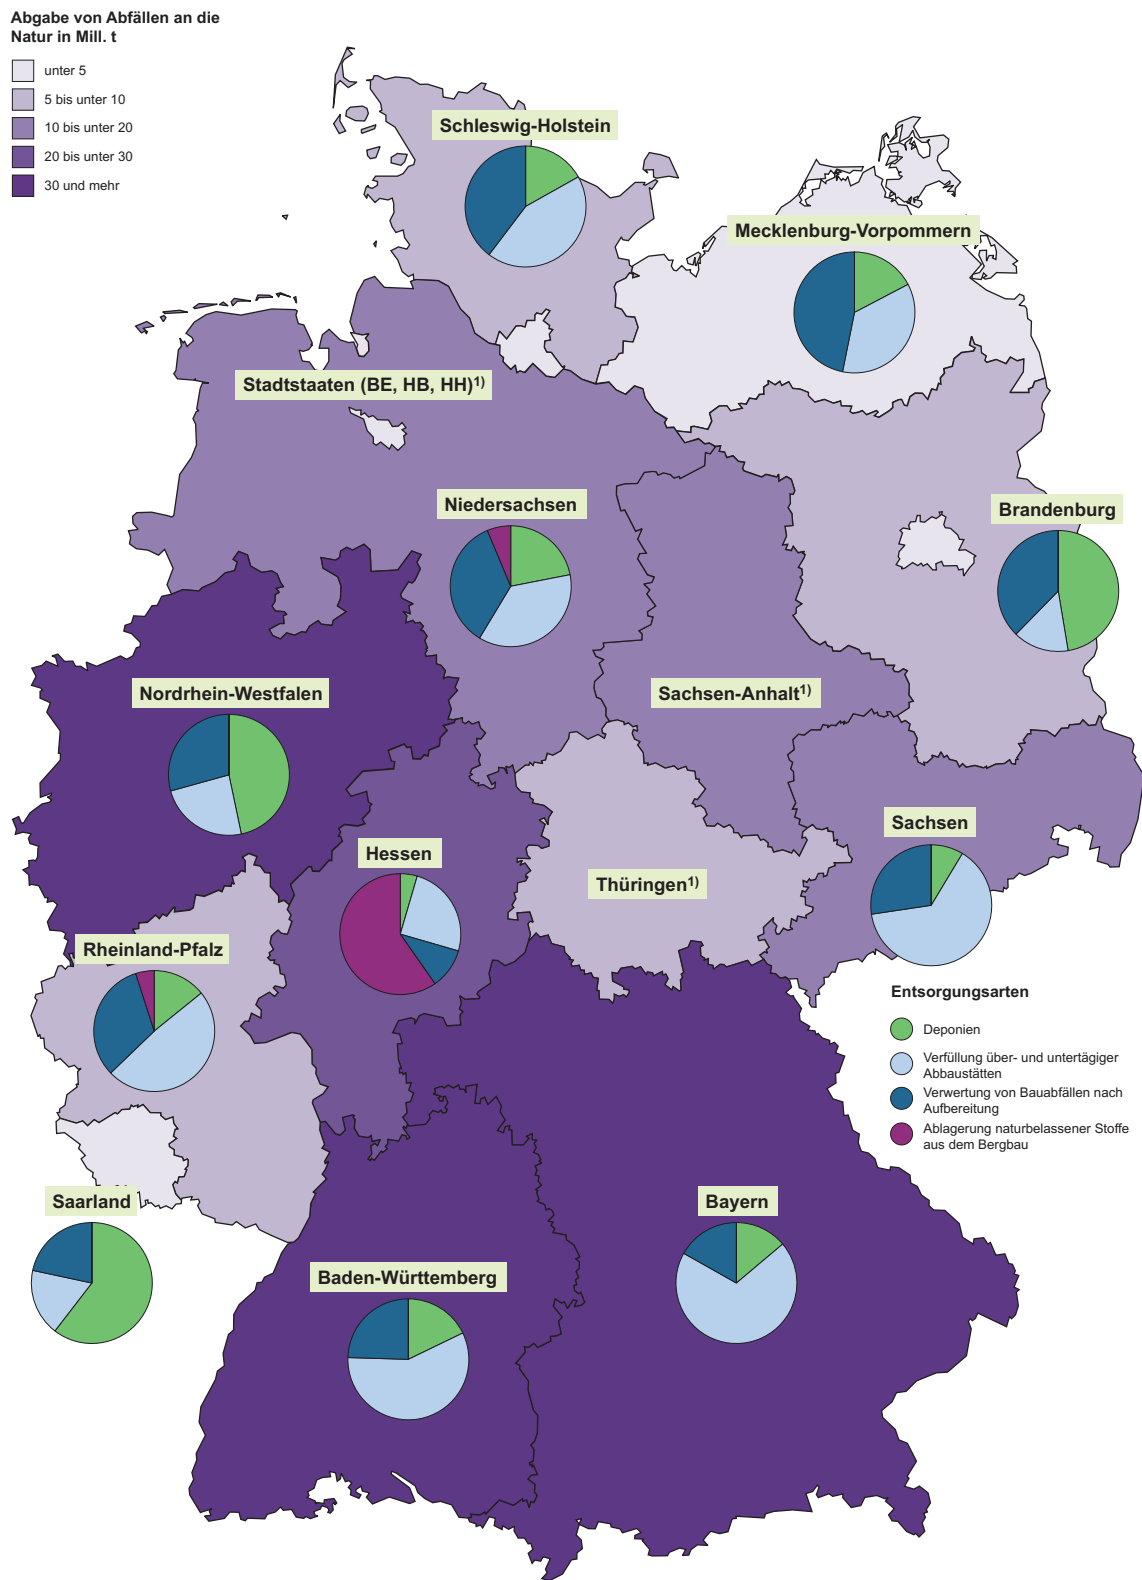 Abgabe von Abfällen an die
Natur in Mill. t
unter 5
5 bis unter 10
10 bis unter 20
20 bis unter 30
30 und mehr
Schleswig-Holstein
Mecklenburg-Vorpommern
Stadtstaaten (BE, HB, HH)¹⁾
Niedersachsen
Brandenburg
Nordrhein-Westfalen
Sachsen-Anhalt¹⁾
Sachsen
Hessen
Thüringen¹⁾
Rheinland-Pfalz
Entsorgungsarten
Deponien
Verfüllung über- und untertägiger
Abbaustätten
Verwertung von Bauabfällen nach
Aufbereitung
Ablagerung naturbelassener Stoffe
aus dem Bergbau
Saarland
Bayern
Baden-Württemberg